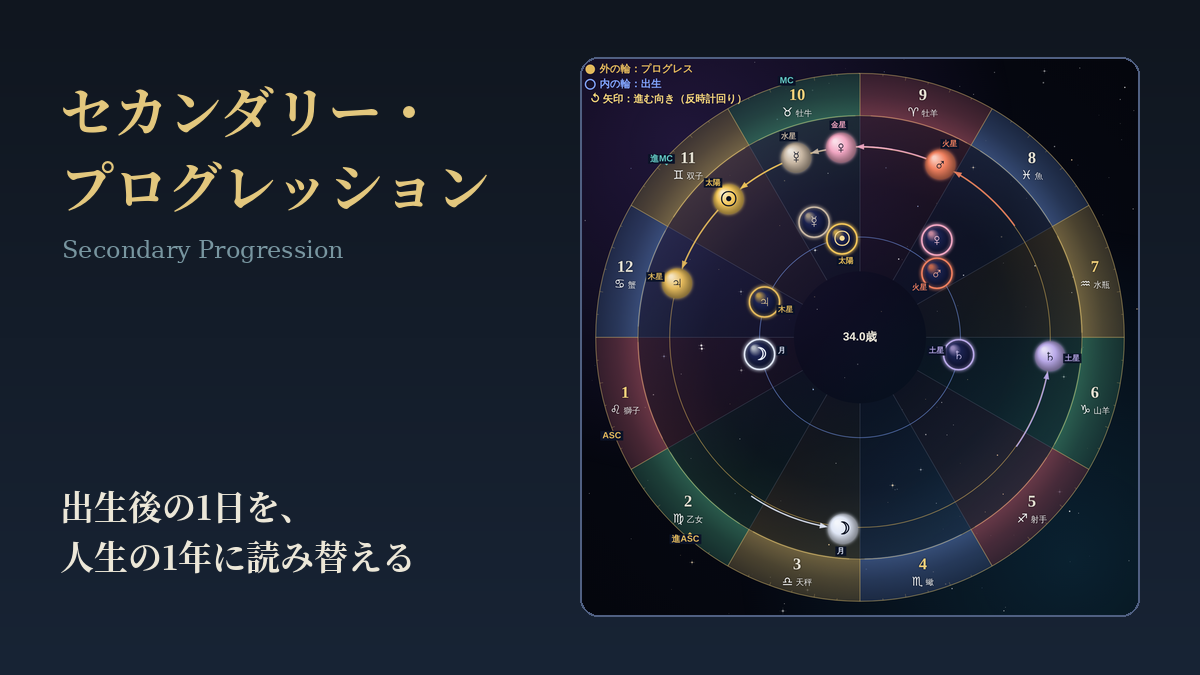 セカンダリー・
プログレッション
Secondary Progression
出生後の1日を、
人生の1年に読み替える
外の輪：プログレス
内の輪：出生
矢印：進む向き（反時計回り）
MC
10
♉ 牡牛
9
♈ 牡羊
8
♓ 魚
7
♒ 水瓶
6
♑ 山羊
5
♐ 射手
4
♏ 蠍
3
♎ 天秤
2
♍ 乙女
進ASC
1
♌ 獅子
ASC
12
♋ 蟹
進MC
11
♊ 双子
水星
☿
金星
♀
火星
♂
太陽
☉
木星
♃
土星
♄
月
☽
☿
☉
太陽
♀
♂
火星
♃
木星
☽
月
土星
♄
34.0歳